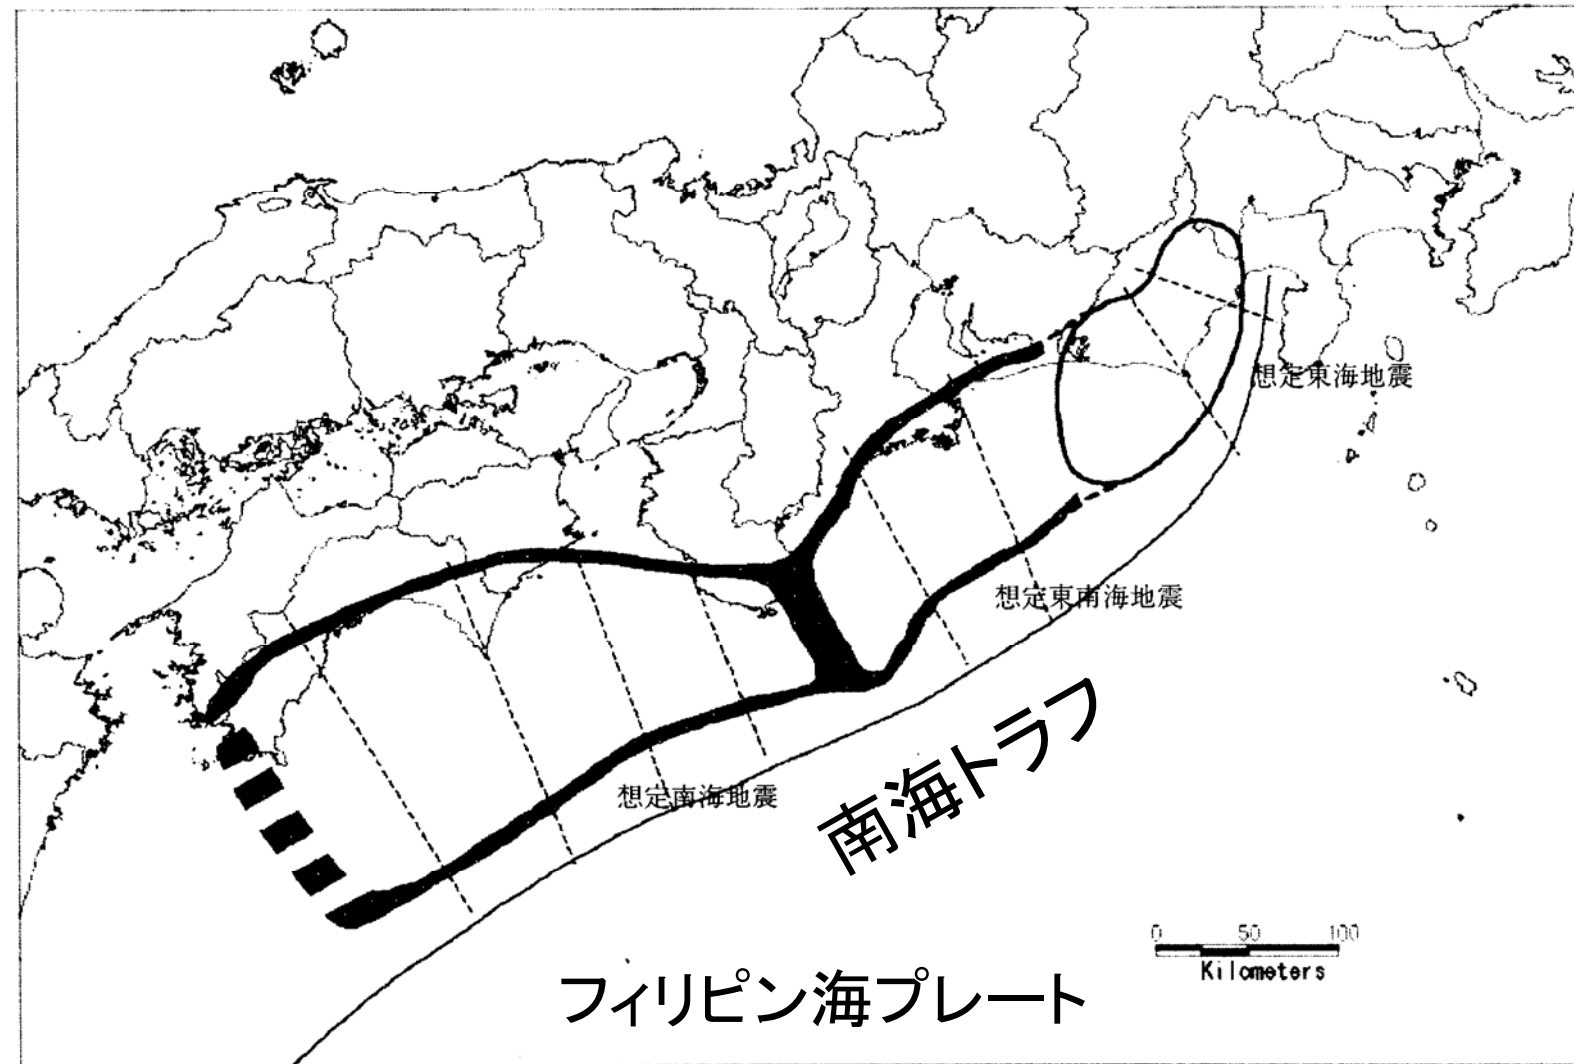 想定東海地震
想定東南海地震
南海トラフ
想定南海地震
0 50 100
Kilometers
フィリピン海プレート